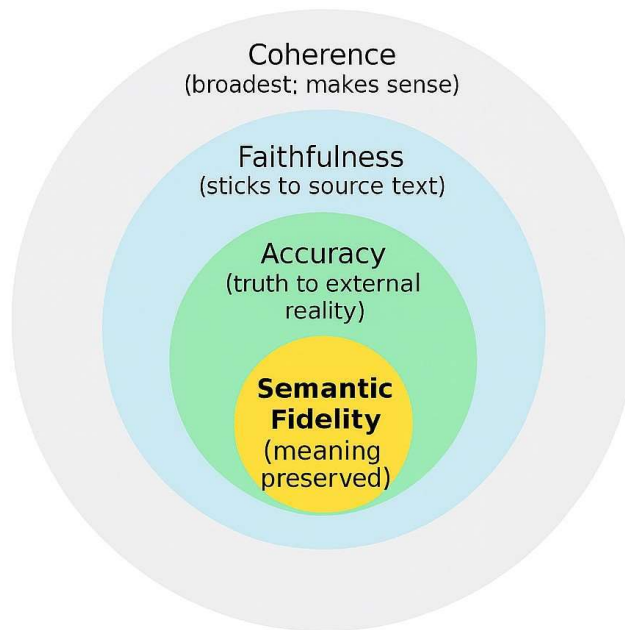 Coherence
(broadest; makes sense)
Faithfulness
(sticks to source text)
Accuracy
(truth to external
reality)
Semantic
Fidelity
(meaning
preserved)